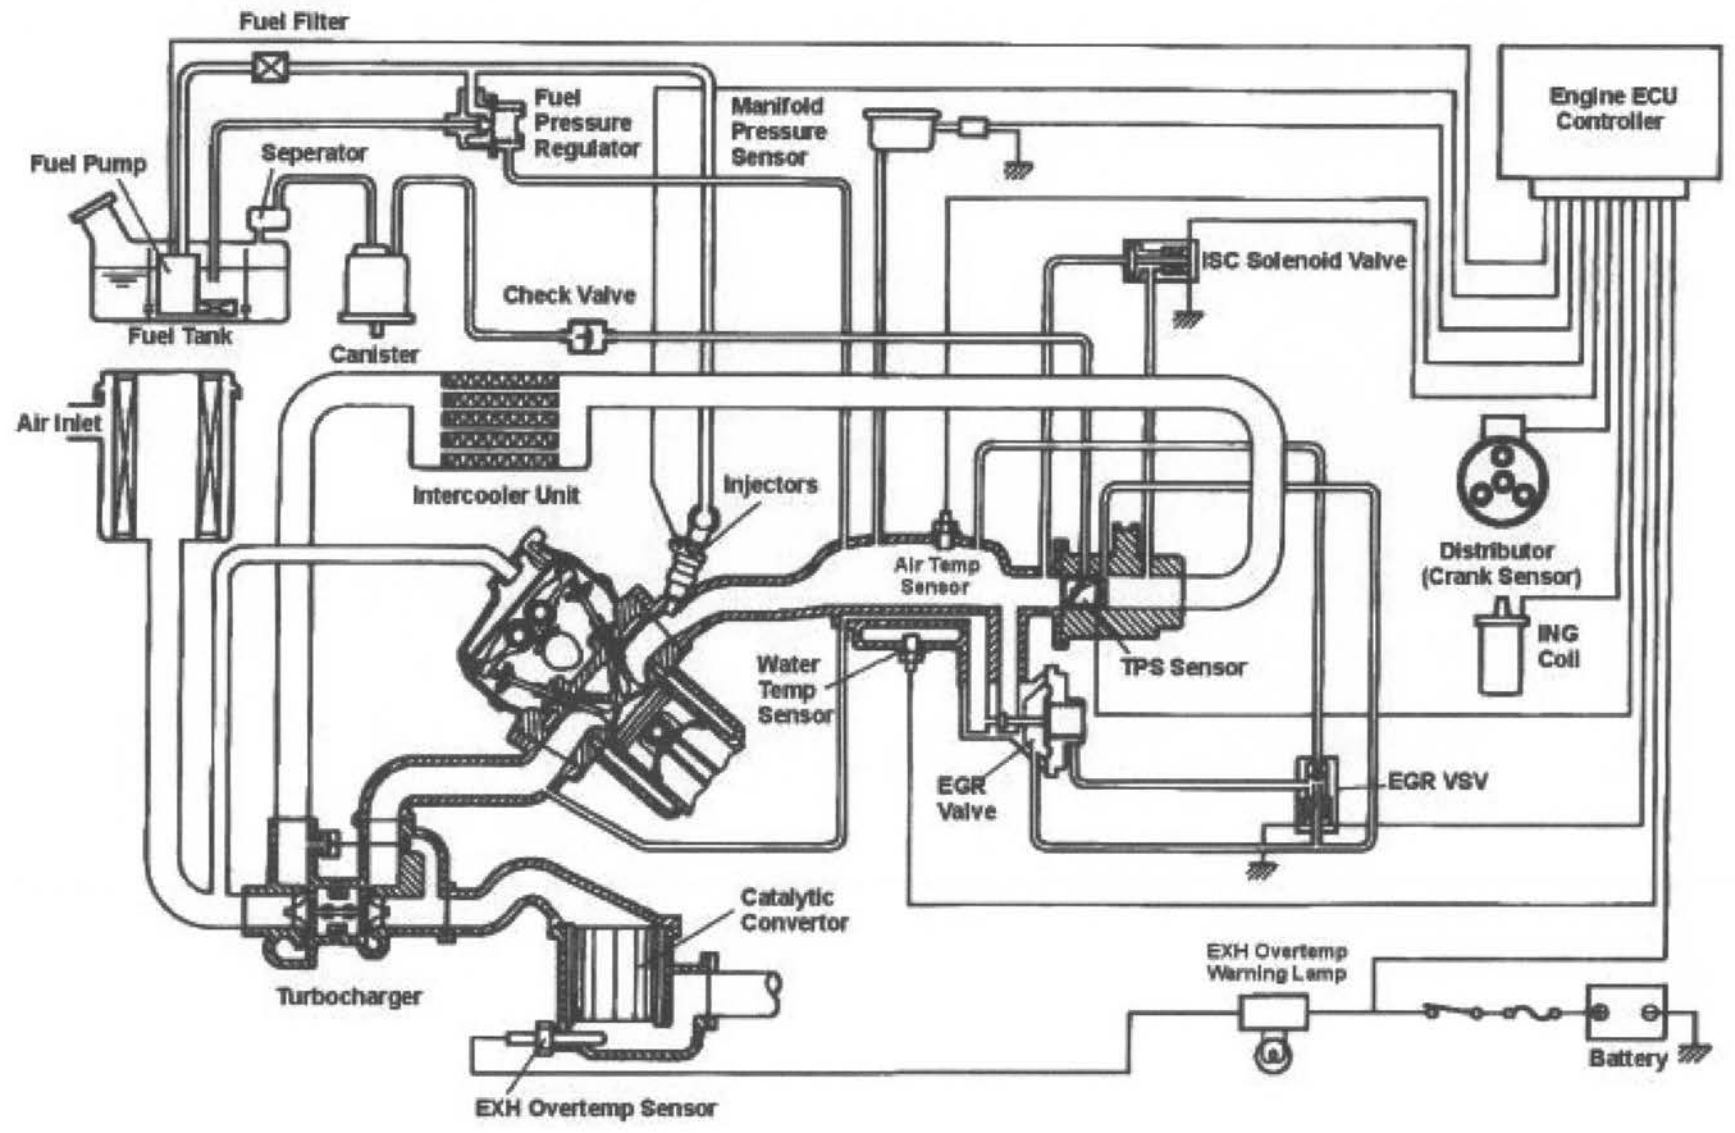 Fuel Filter
Engine ECU
Controller
Fuel
Pressure
Regulator
Manifold
Pressure
Sensor
Fuel Pump
Seperator
ISC Solenoid Valve
Check Valve
Fuel Tank
Canister
Air Inlet
Intercooler Unit
Injectors
Distributor
(Crank Sensor)
Air Temp
Sensor
ING
Coil
Water
Temp
Sensor
TPS Sensor
EGR
Valve
EGR VSV
Catalytic
Convertor
EXH Overtemp
Warning Lamp
Turbocharger
Battery
EXH Overtemp Sensor